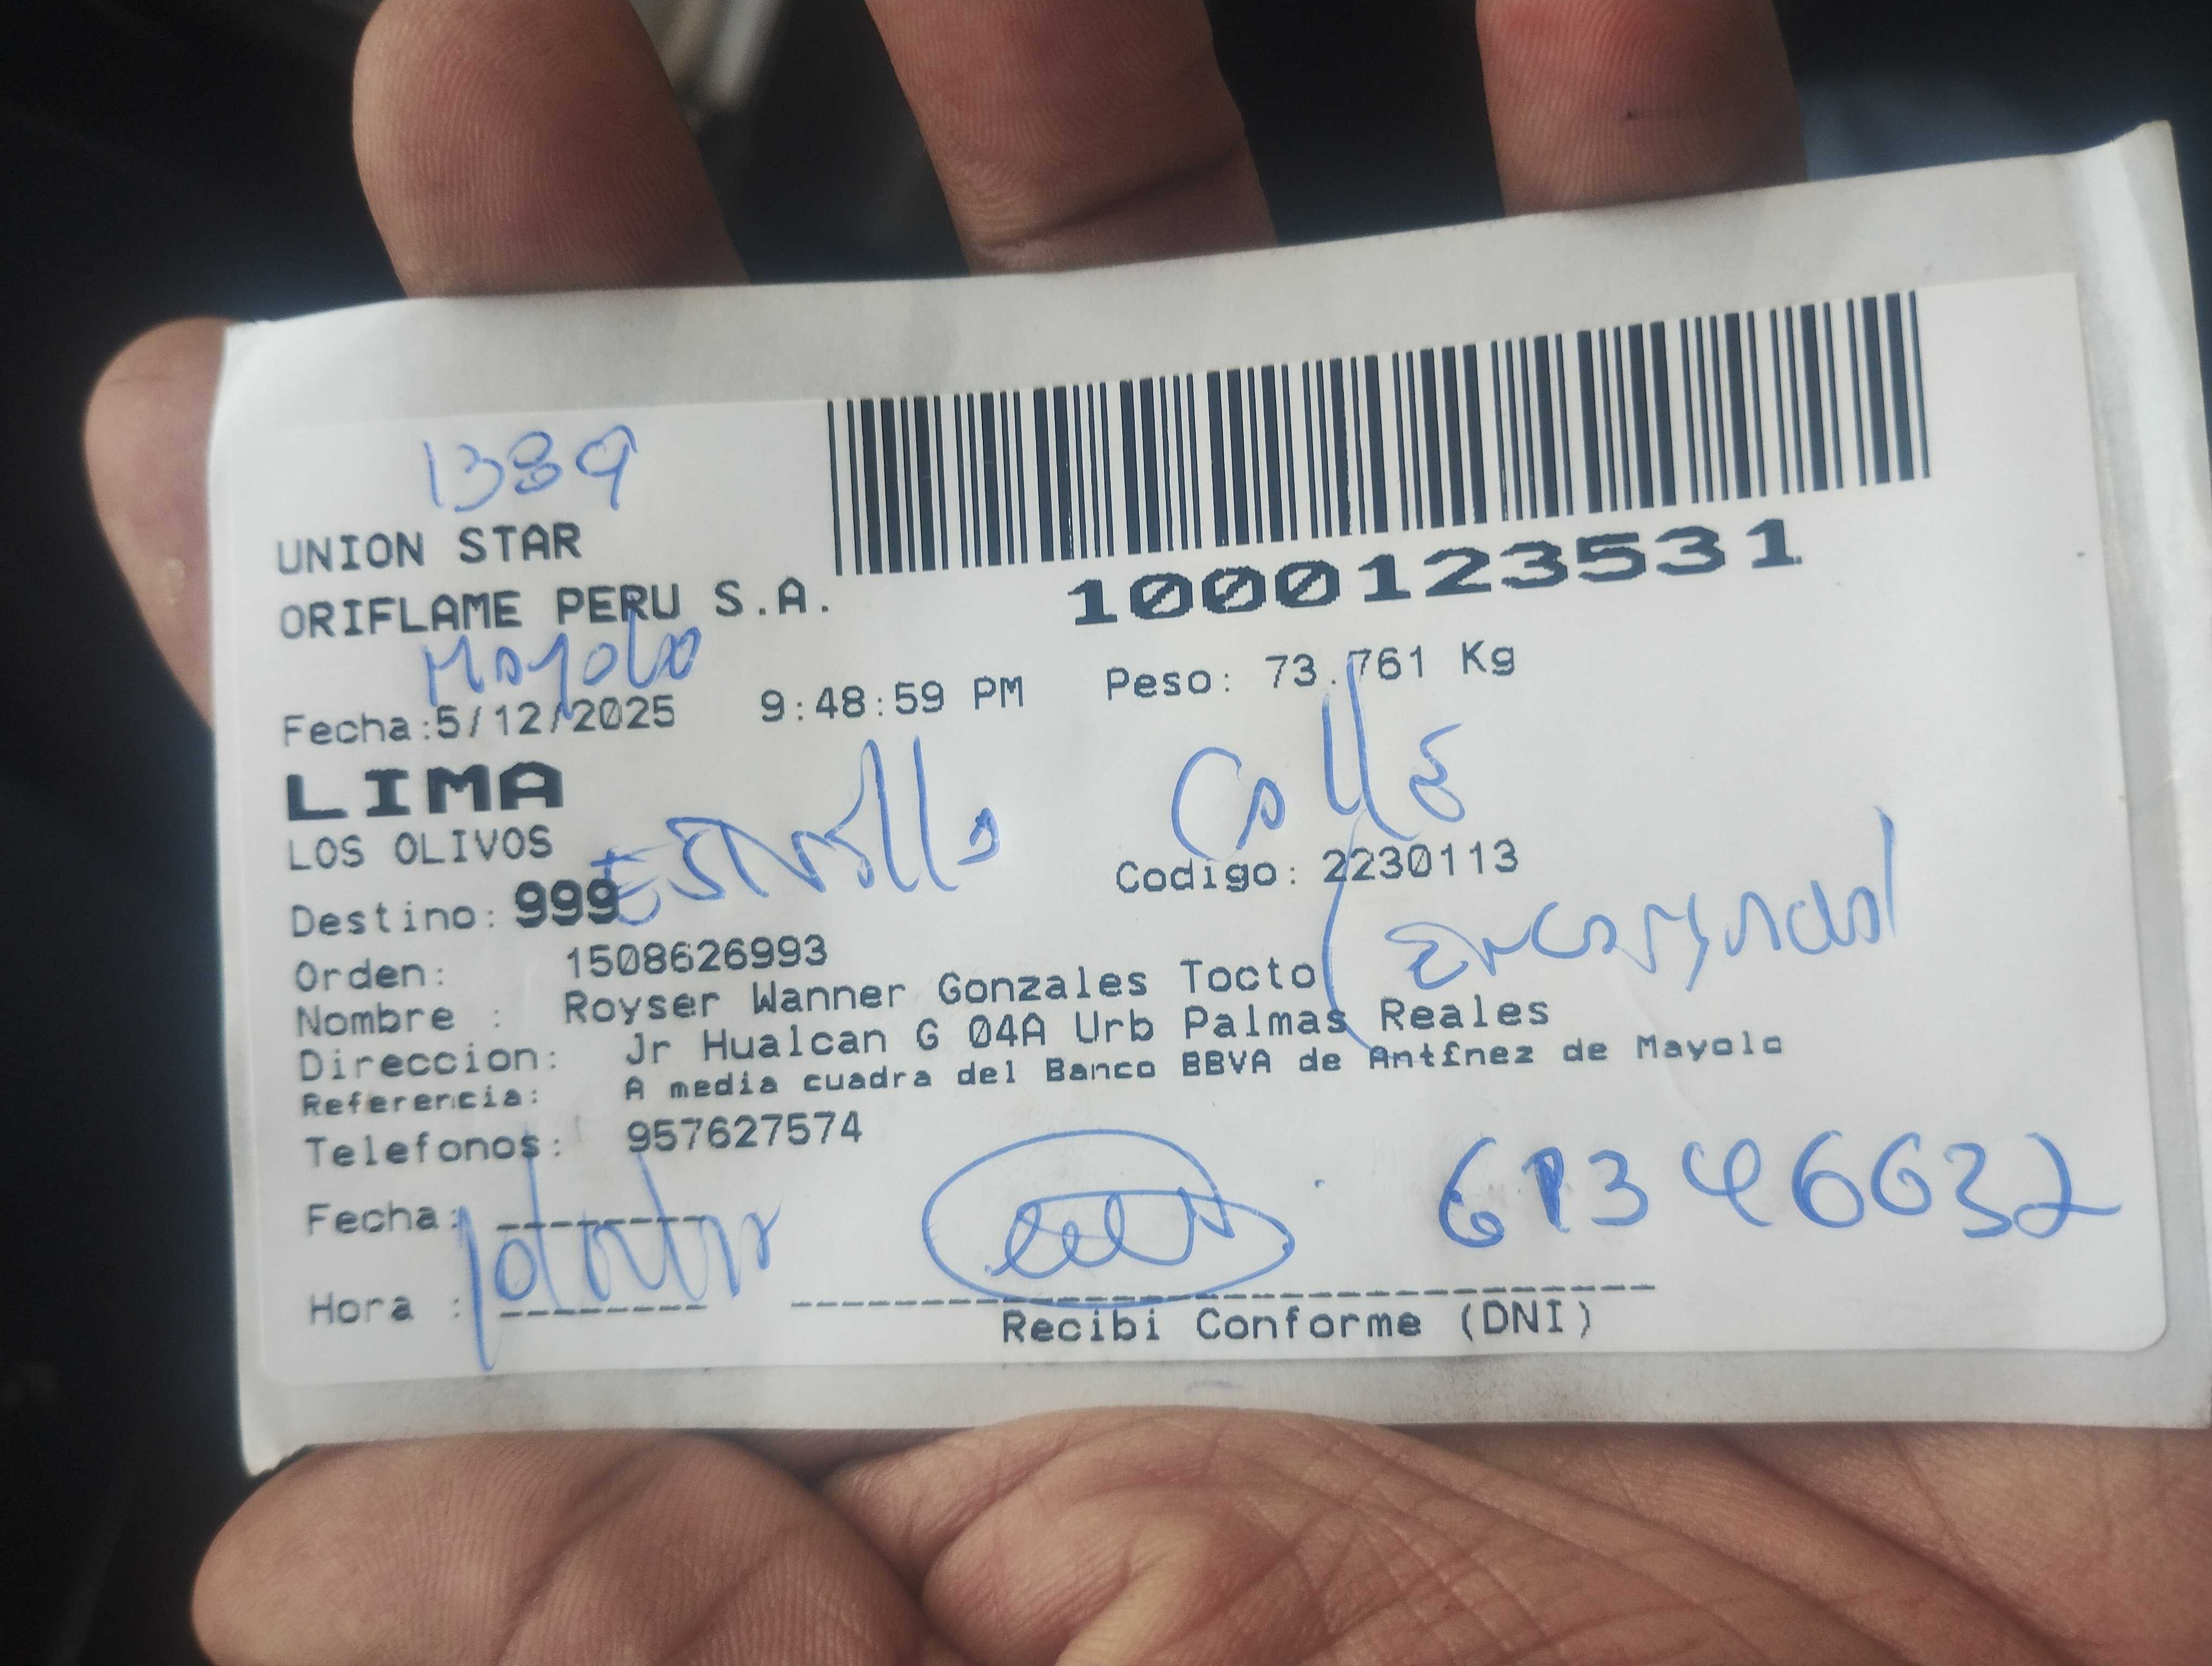 1389
UNION STAR
ORIFLAME PERU S.A.
1000123531
Mayolo
Fecha:5/12/2025 9:48:59 PM Peso: 73.761 Kg
LIMA
LOS OLIVOS
Estrella Calle
Destino: 999 Codigo: 2230113
(Encargada)
Orden: 1508626993
Nombre : Royser Wanner Gonzales Tocto
Direccion: Jr Hualcan G 04A Urb Palmas Reales
Referencia: A media cuadra del Banco BBVA de Antfnez de Mayolo
Telefonos: 957627574
Fecha:
Hora :
Recibi Conforme (DNI)